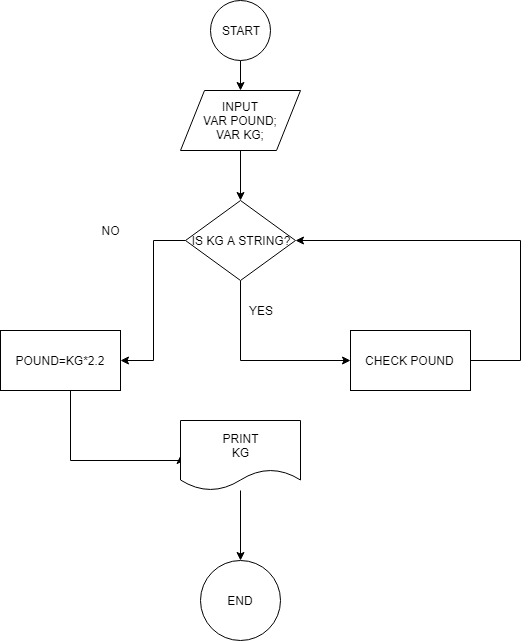 START
INPUT
VAR POUND;
VAR KG;
IS KG A STRING?
NO
YES
POUND=KG*2.2
CHECK POUND
PRINT
KG
END